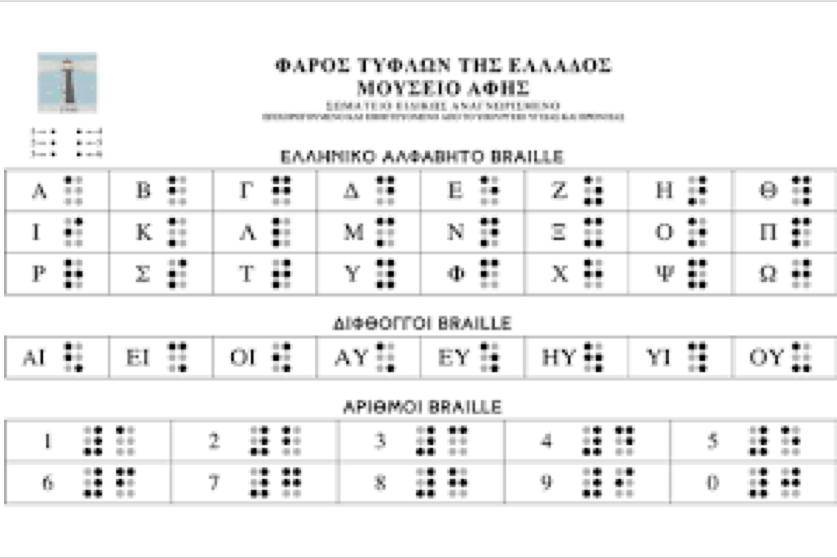 ΦΑΡΟΣ ΤΥΦΛΩΝ ΤΗΣ ΕΛΛΑΔΟΣ
ΜΟΥΣΕΙΟ ΑΦΗΣ
ΣΩΜΑΤΕΙΟ ΕΙΔΙΚΩΣ ΑΝΑΓΝΩΡΙΣΜΕΝΟ
ΕΛΛΗΝΙΚΟ ΑΛΦΑΒΗΤΟ BRAILLE
Α Β Γ Δ Ε Ζ Η Θ
Ι Κ Λ Μ Ν Ξ Ο Π
Ρ Σ Τ Υ Φ Χ Ψ Ω
ΔΙΦΘΟΓΓΟΙ BRAILLE
ΑΙ ΕΙ ΟΙ ΑΥ ΕΥ ΗΥ ΥΙ ΟΥ
ΑΡΙΘΜΟΙ BRAILLE
1 2 3 4 5
6 7 8 9 0